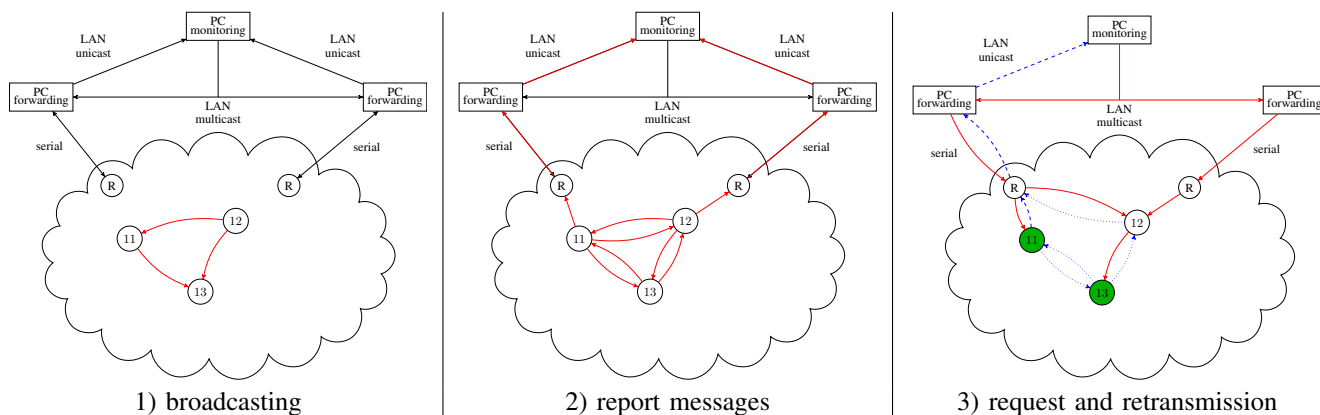 PC
monitoring
LAN
unicast
LAN
unicast
PC
forwarding
PC
forwarding
LAN
multicast
serial
serial
R
R
12
11
13
1) broadcasting
PC
monitoring
LAN
unicast
LAN
unicast
PC
forwarding
PC
forwarding
LAN
multicast
serial
serial
R
R
12
11
13
2) report messages
PC
monitoring
LAN
unicast
PC
forwarding
PC
forwarding
LAN
multicast
serial
serial
R
R
12
11
13
3) request and retransmission